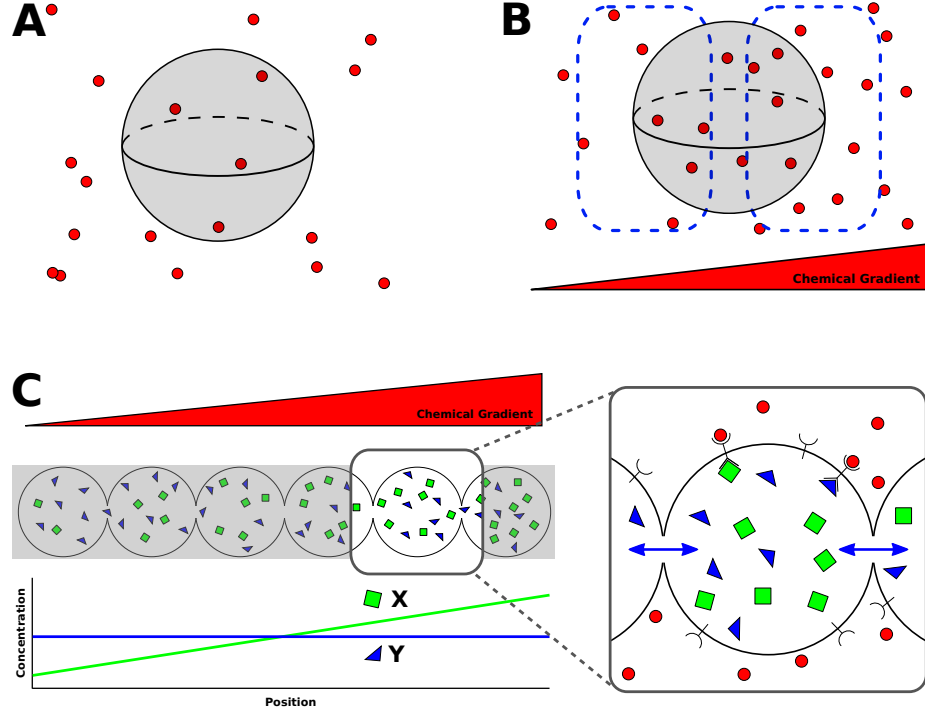 A
B
Chemical Gradient
C
Chemical Gradient
X
Y
Concentration
Position